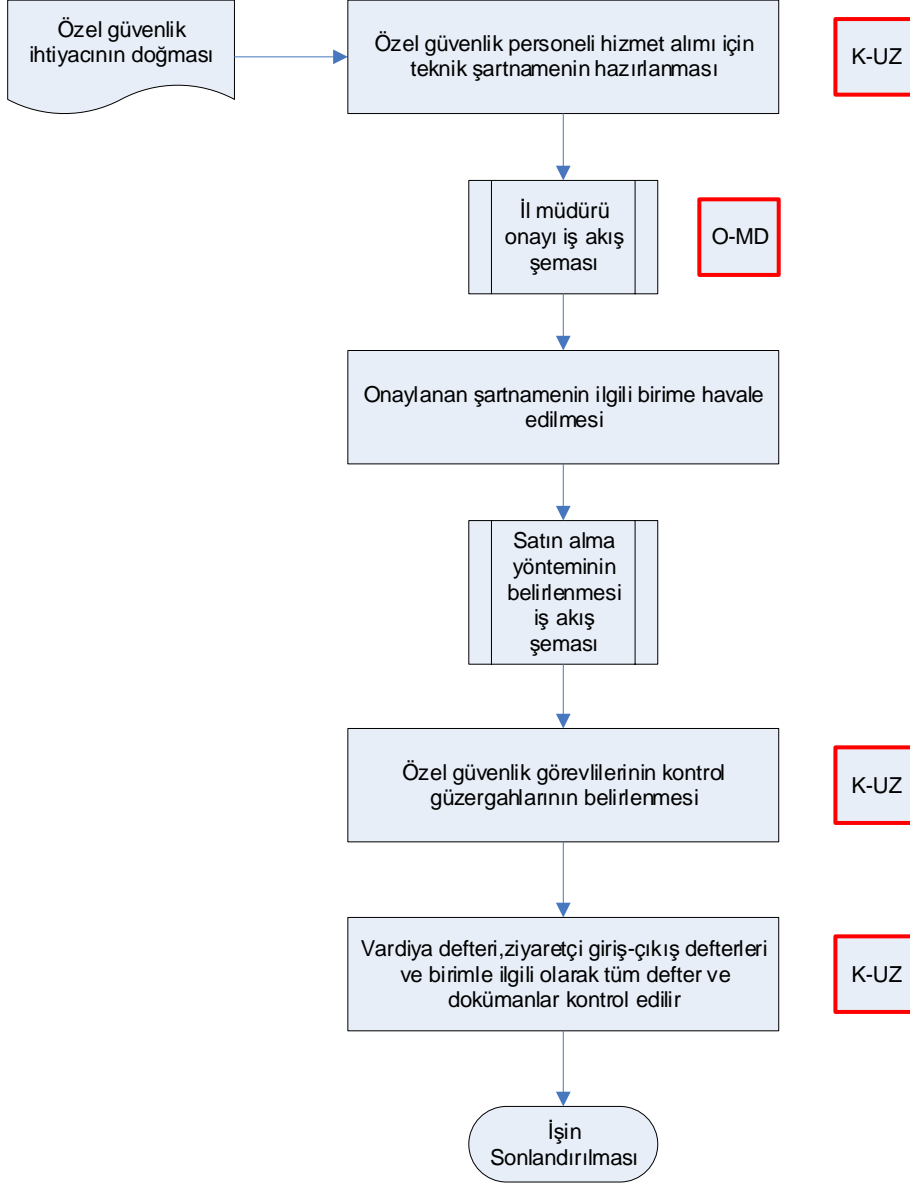 Özel güvenlik
ihtiyacının doğması
Özel güvenlik personeli hizmet alımı için
teknik şartnamenin hazırlanması
K-UZ
İl müdürü
onayı iş akış
şeması
O-MD
Onaylanan şartnamenin ilgili birime havale
edilmesi
Satın alma
yönteminin
belirlenmesi
iş akış
şeması
Özel güvenlik görevlilerinin kontrol
güzergahlarının belirlenmesi
K-UZ
Vardiya defteri,ziyaretçi giriş-çıkış defterleri
ve birimle ilgili olarak tüm defter ve
dokümanlar kontrol edilir
K-UZ
İşin
Sonlandırılması